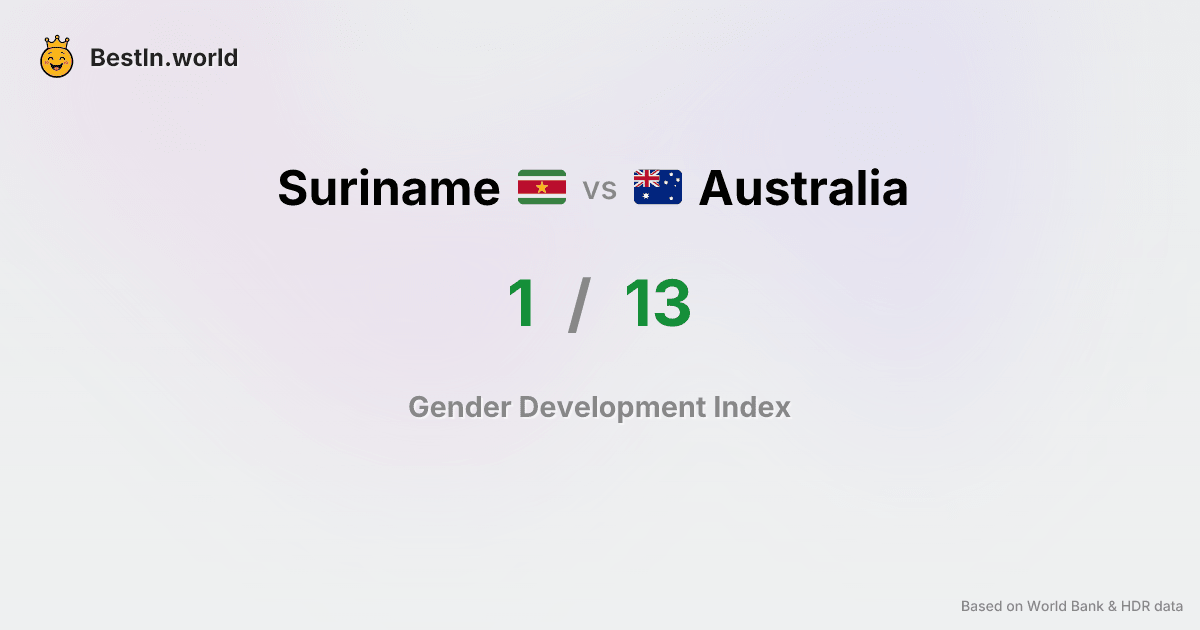 BestIn.world
Suriname vs Australia
1 / 13
Gender Development Index
Based on World Bank & HDR data